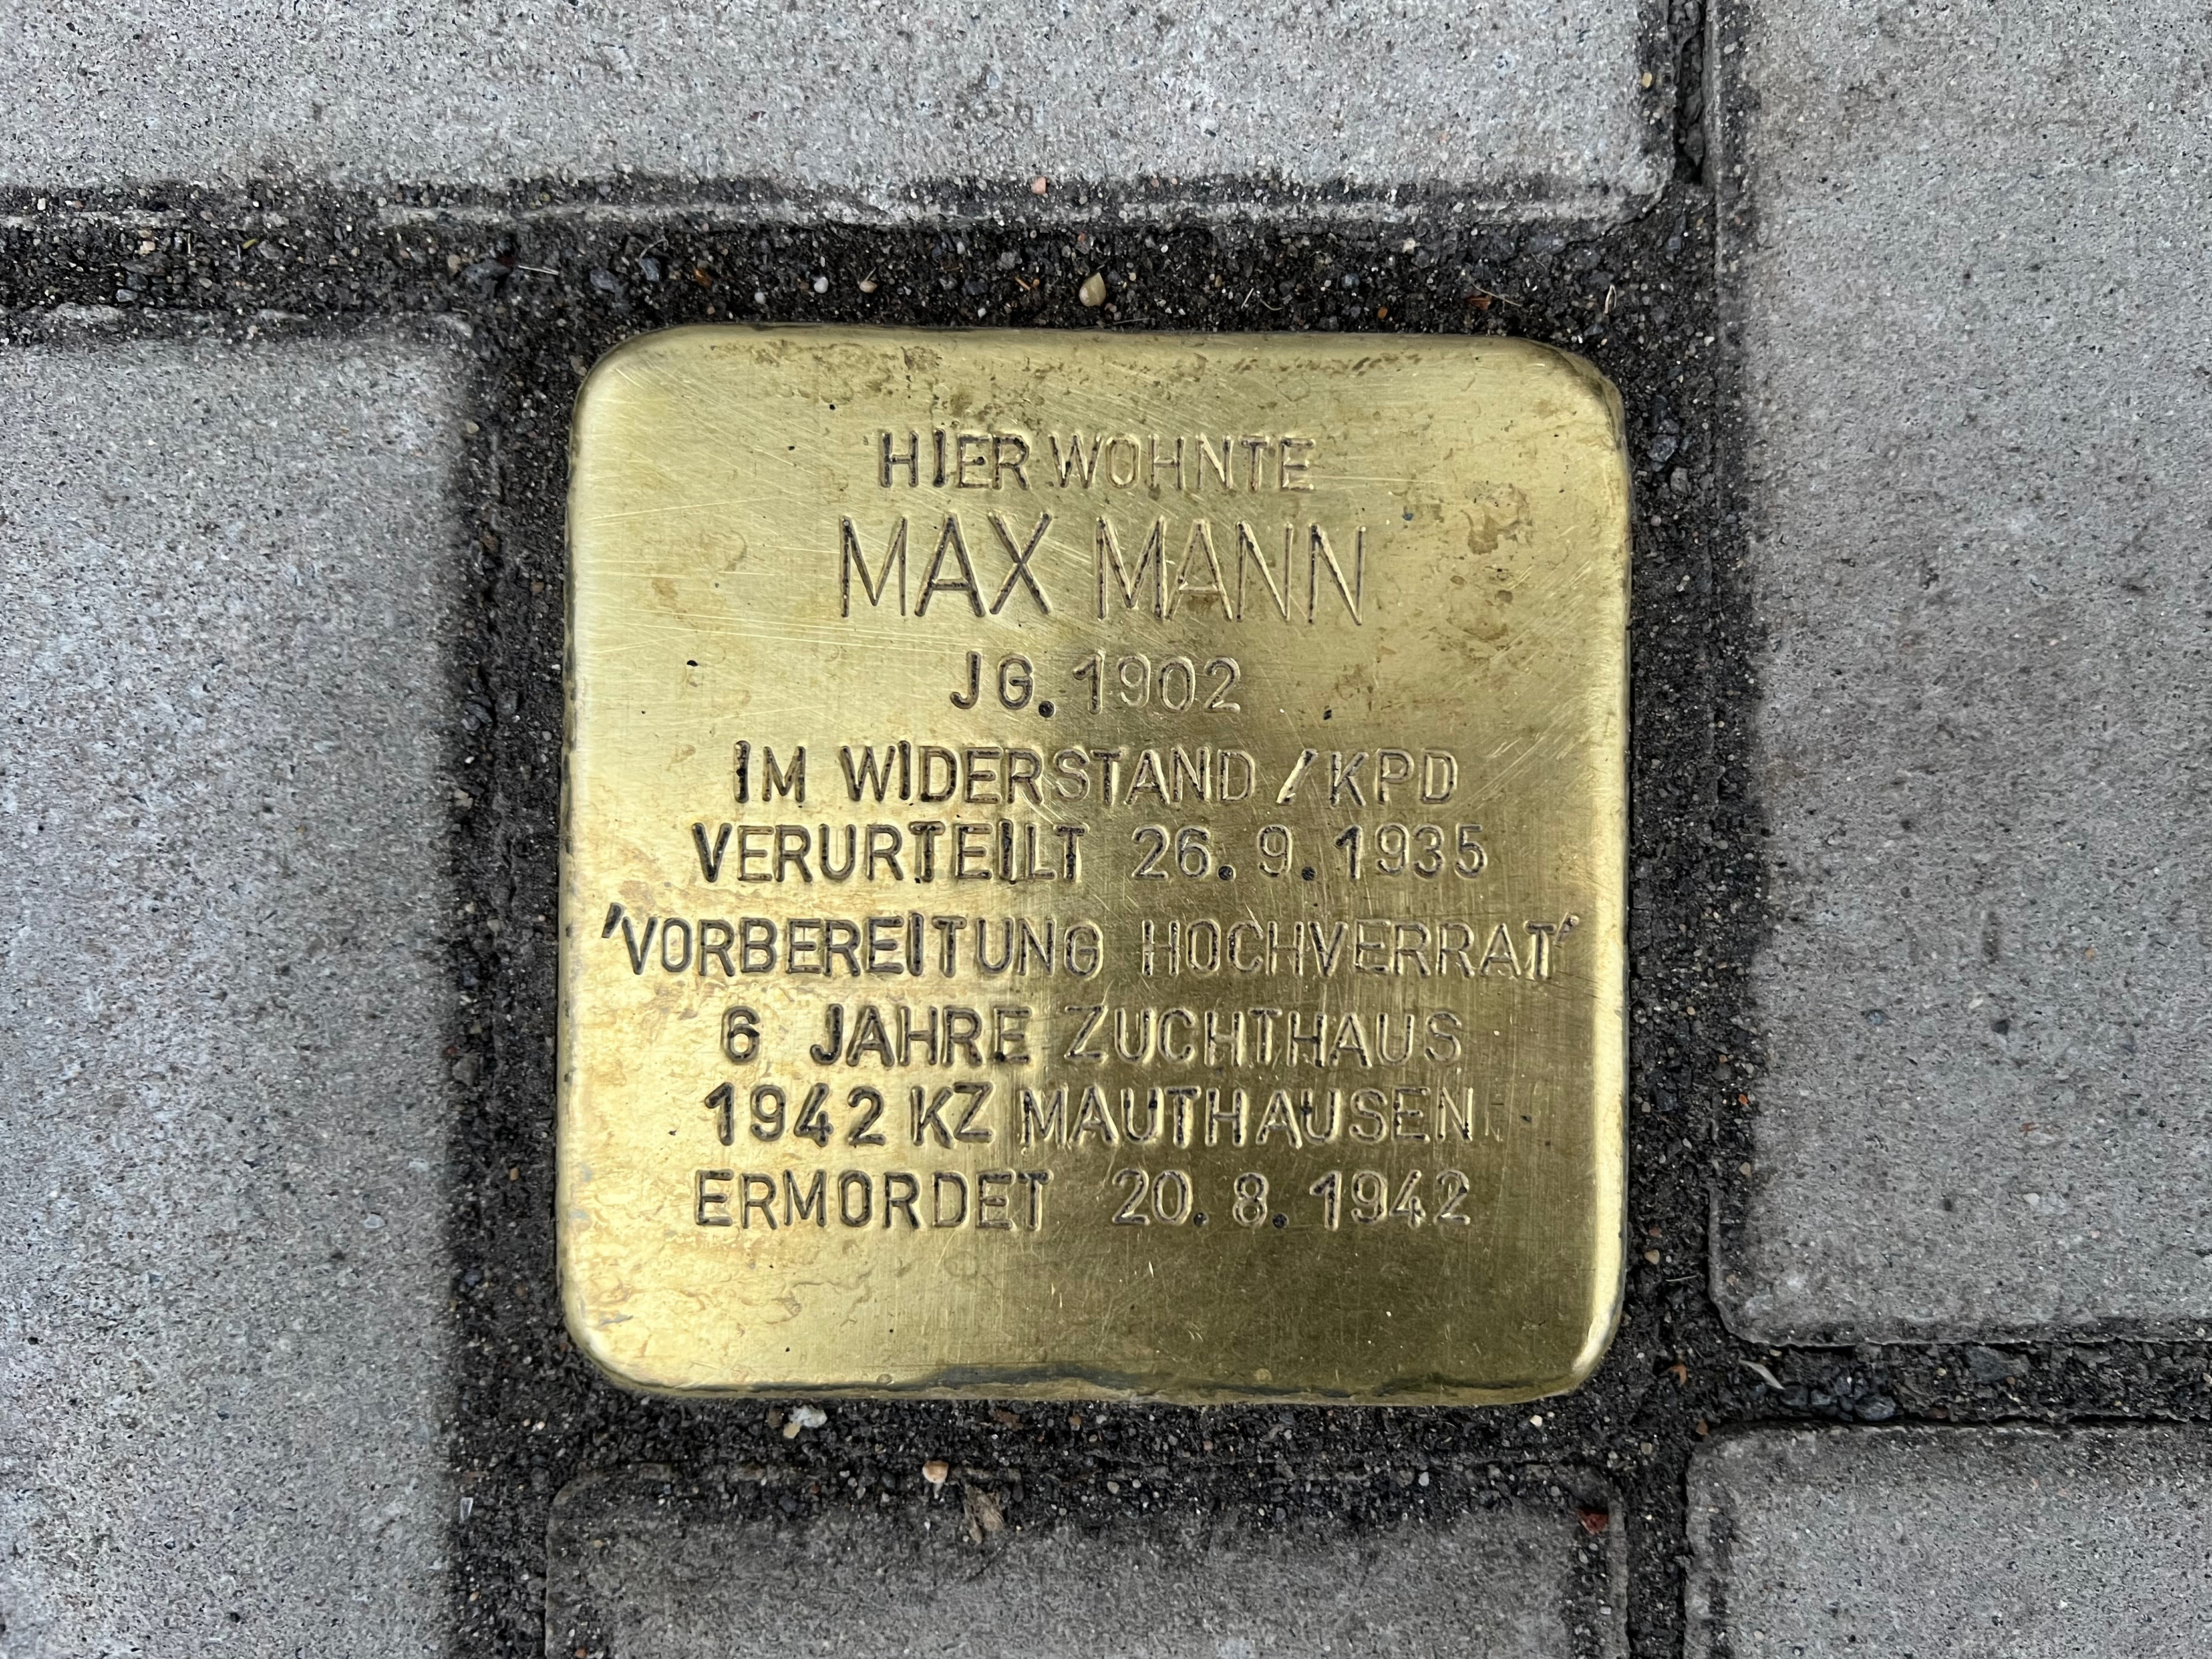 HIER WOHNTE
MAX MANN
JG. 1902
IM WIDERSTAND / KPD
VERURTEILT 26. 9. 1935
'VORBEREITUNG HOCHVERRAT'
6 JAHRE ZUCHTHAUS
1942 KZ MAUTHAUSEN
ERMORDET 20. 8. 1942